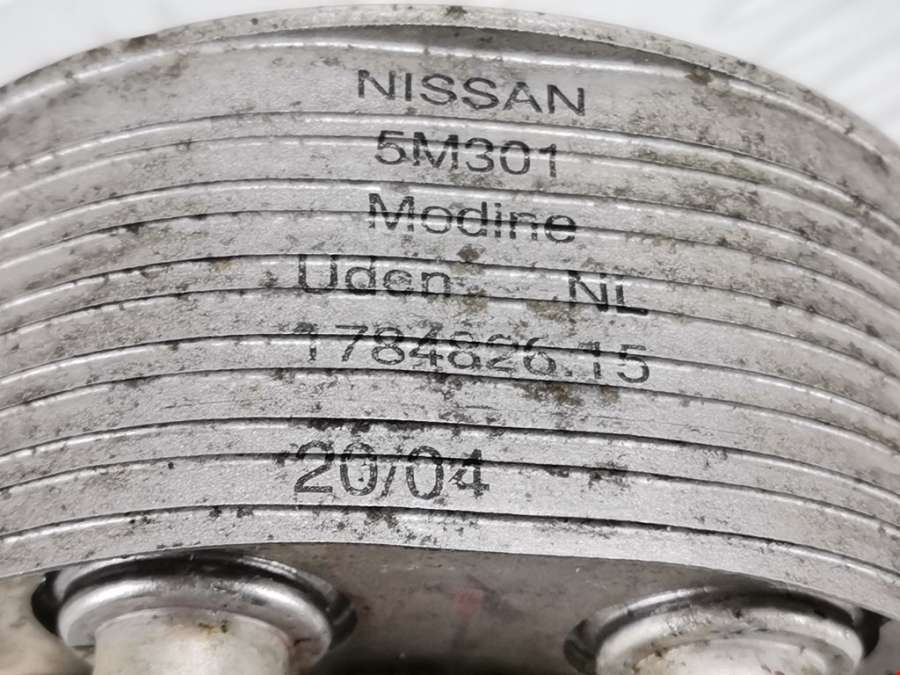 NISSAN
5M301
Modine
Uden NL
1784826.15
20/04